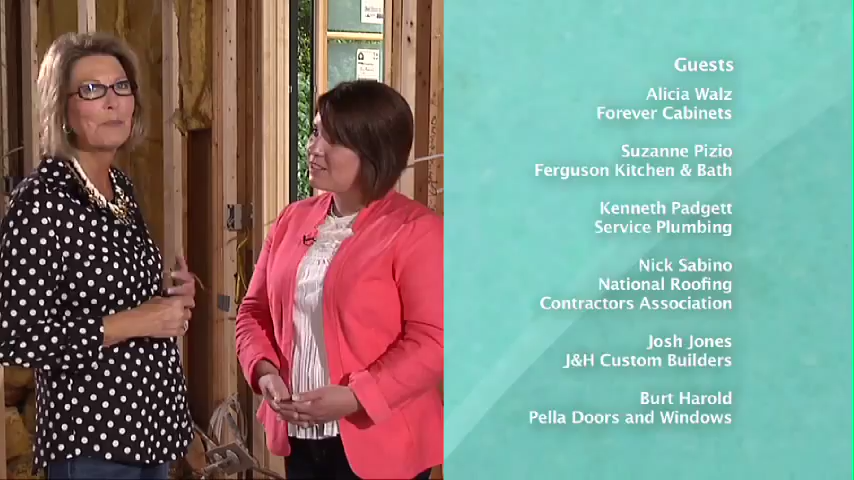 Guests
Alicia Walz
Forever Cabinets
Suzanne Pizio
Ferguson Kitchen & Bath
Kenneth Padgett
Service Plumbing
Nick Sabino
National Roofing
Contractors Association
Josh Jones
J&H Custom Builders
Burt Harold
Pella Doors and Windows